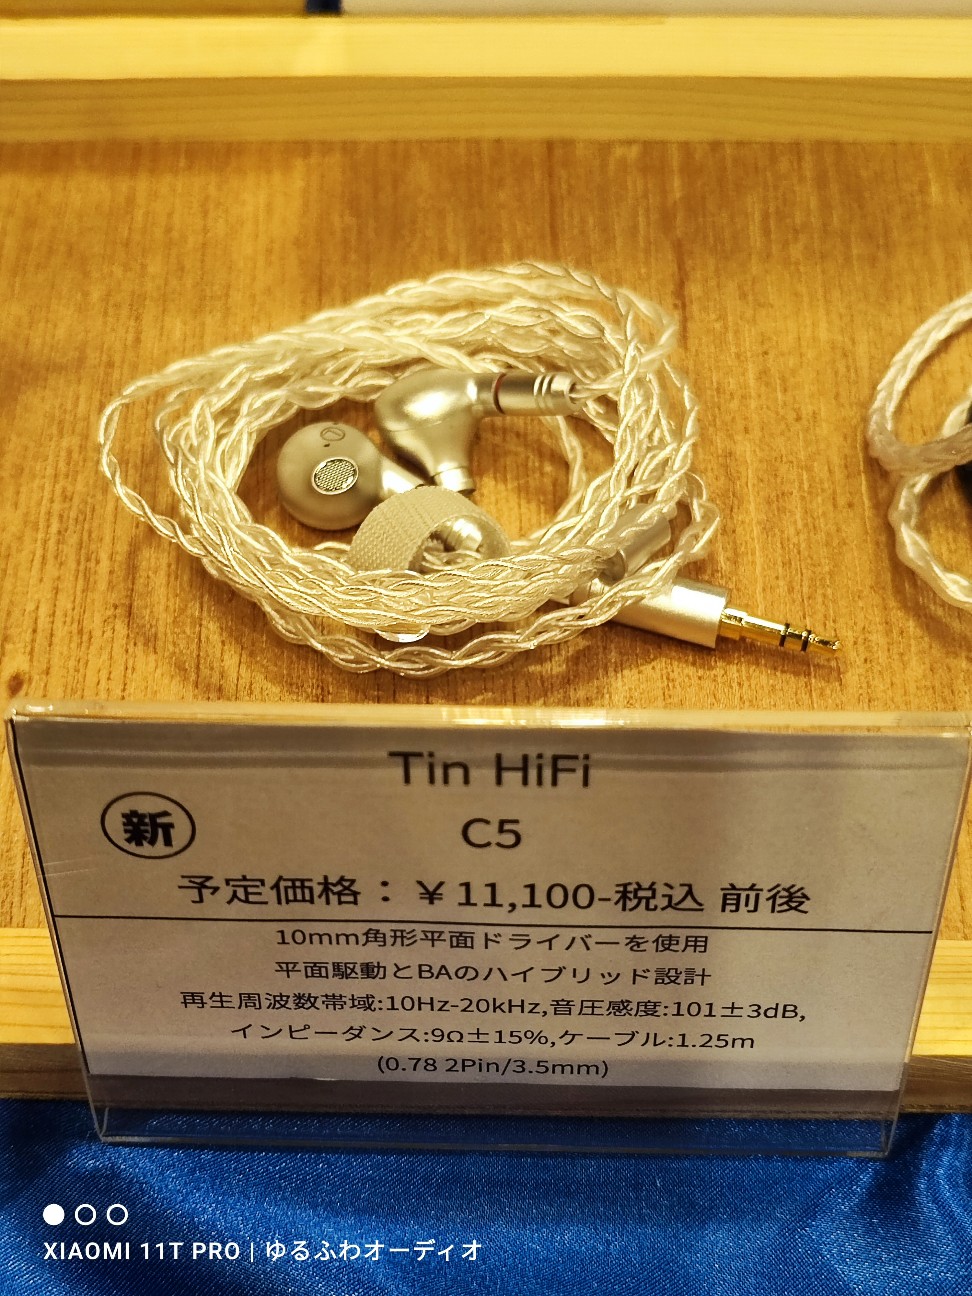 Tin HiFi
新
C5
予定価格：￥11,100-税込 前後
10mm角形平面ドライバーを使用
平面駆動とBAのハイブリッド設計
再生周波数帯域:10Hz-20kHz,音圧感度:101±3dB,
インピーダンス:9Ω±15%,ケーブル:1.25m
(0.78 2Pin/3.5mm)
XIAOMI 11T PRO | ゆるふわオーディオ